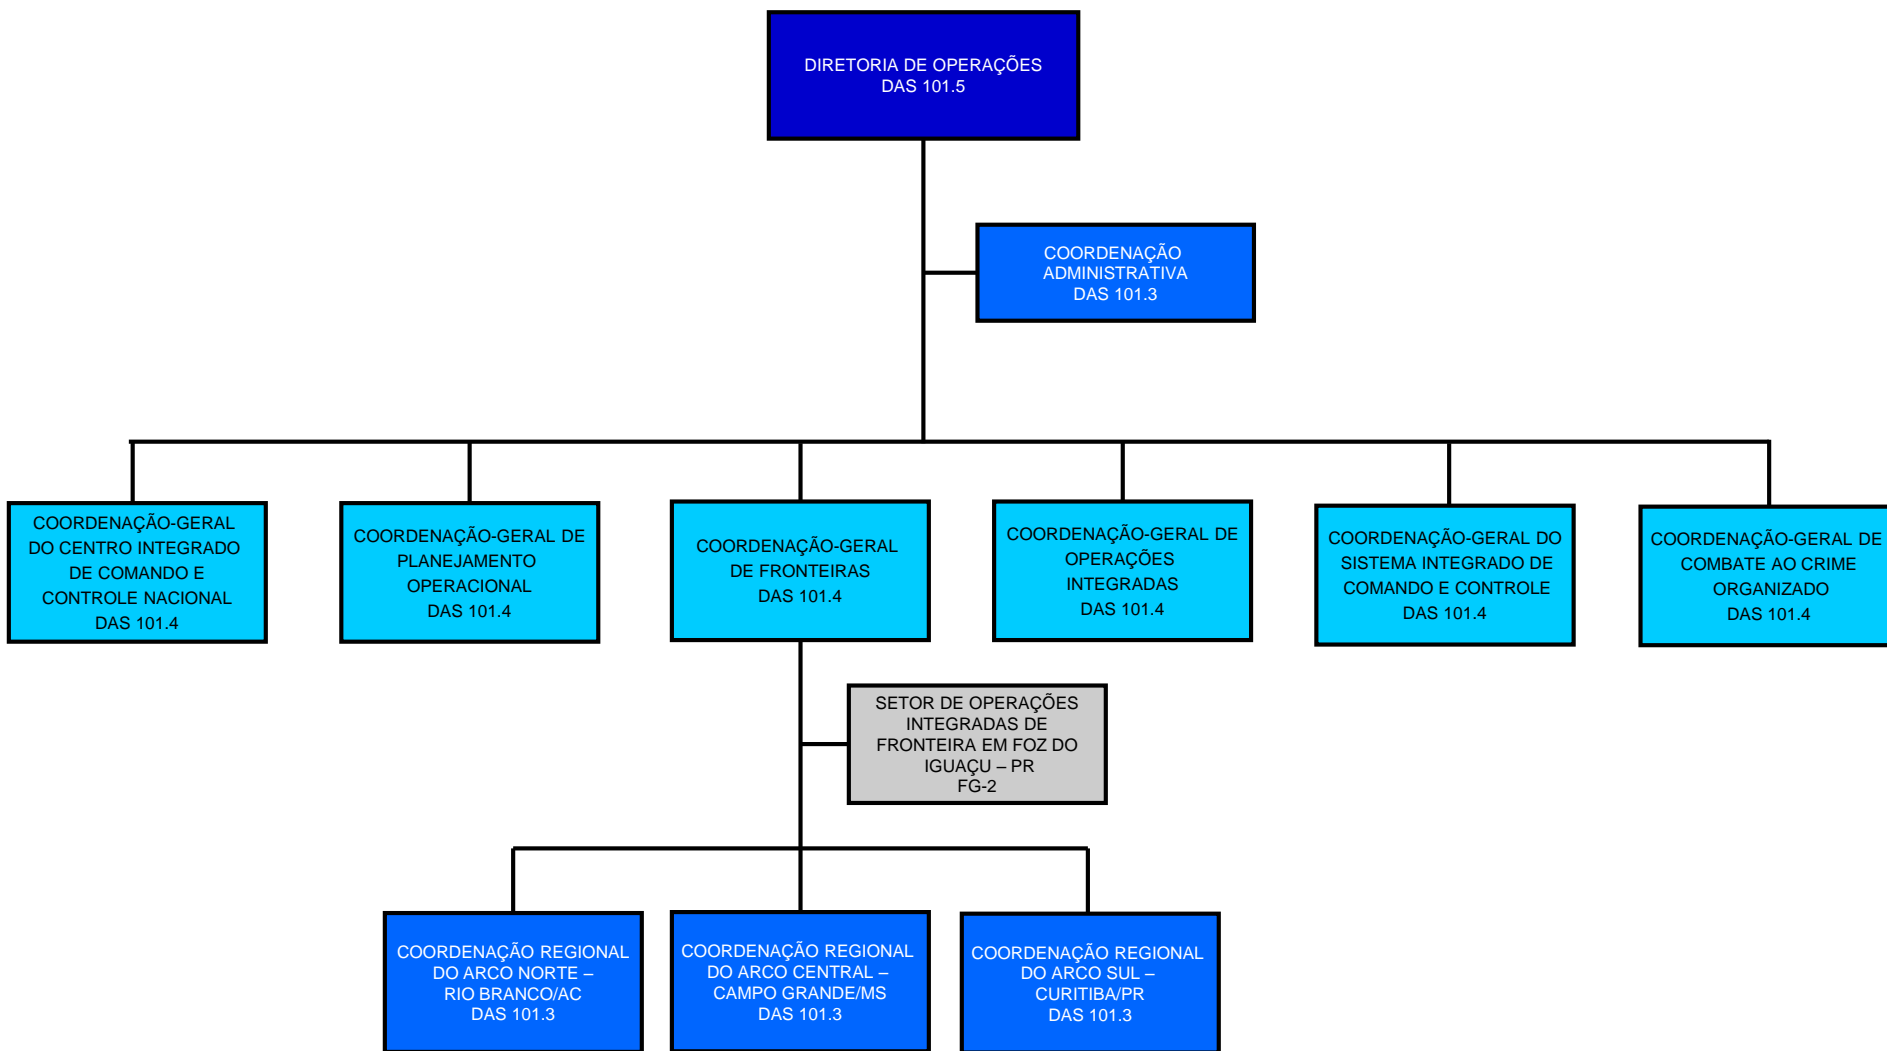 DIRETORIA DE OPERAÇÕES
DAS 101.5
COORDENAÇÃO
ADMINISTRATIVA
DAS 101.3
COORDENAÇÃO-GERAL
DO CENTRO INTEGRADO
DE COMANDO E
CONTROLE NACIONAL
DAS 101.4
COORDENAÇÃO-GERAL DE
PLANEJAMENTO
OPERACIONAL
DAS 101.4
COORDENAÇÃO-GERAL
DE FRONTEIRAS
DAS 101.4
COORDENAÇÃO-GERAL DE
OPERAÇÕES
INTEGRADAS
DAS 101.4
COORDENAÇÃO-GERAL DO
SISTEMA INTEGRADO DE
COMANDO E CONTROLE
DAS 101.4
COORDENAÇÃO-GERAL DE
COMBATE AO CRIME
ORGANIZADO
DAS 101.4
SETOR DE OPERAÇÕES
INTEGRADAS DE
FRONTEIRA EM FOZ DO
IGUAÇU – PR
FG-2
COORDENAÇÃO REGIONAL
DO ARCO NORTE –
RIO BRANCO/AC
DAS 101.3
COORDENAÇÃO REGIONAL
DO ARCO CENTRAL –
CAMPO GRANDE/MS
DAS 101.3
COORDENAÇÃO REGIONAL
DO ARCO SUL –
CURITIBA/PR
DAS 101.3